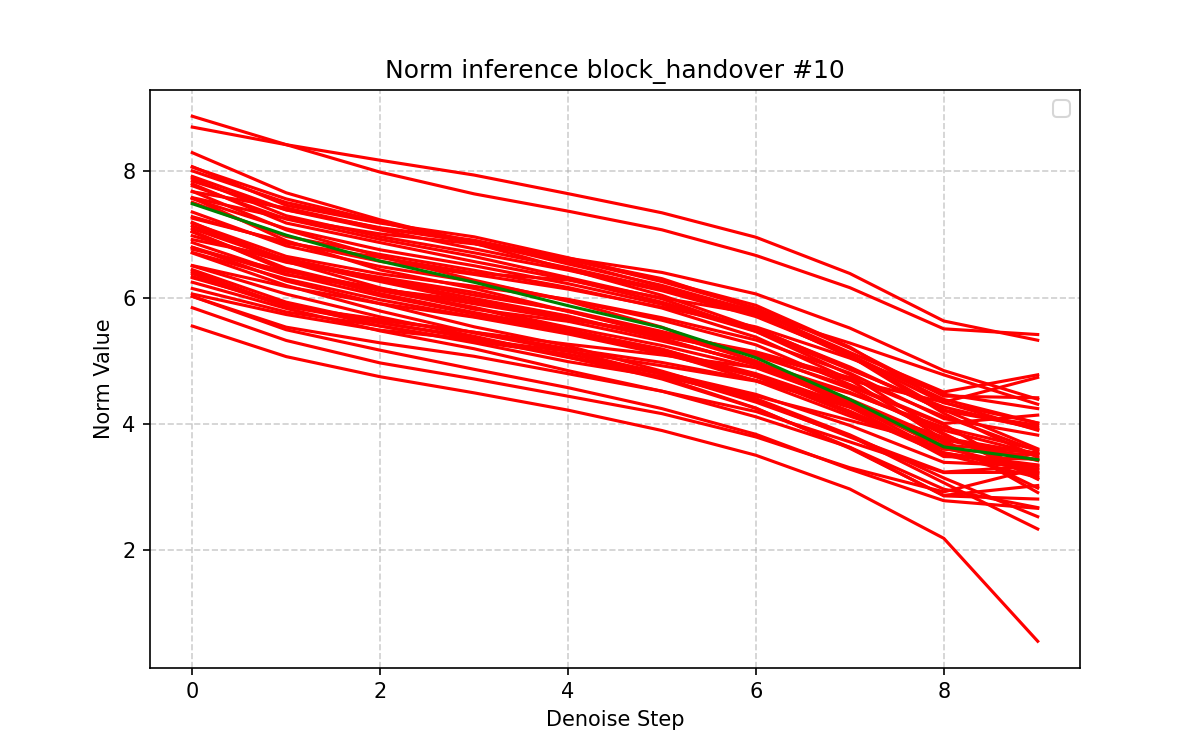 Norm inference block_handover #10
8
6
4
2
Norm Value
0 2 4 6 8
Denoise Step